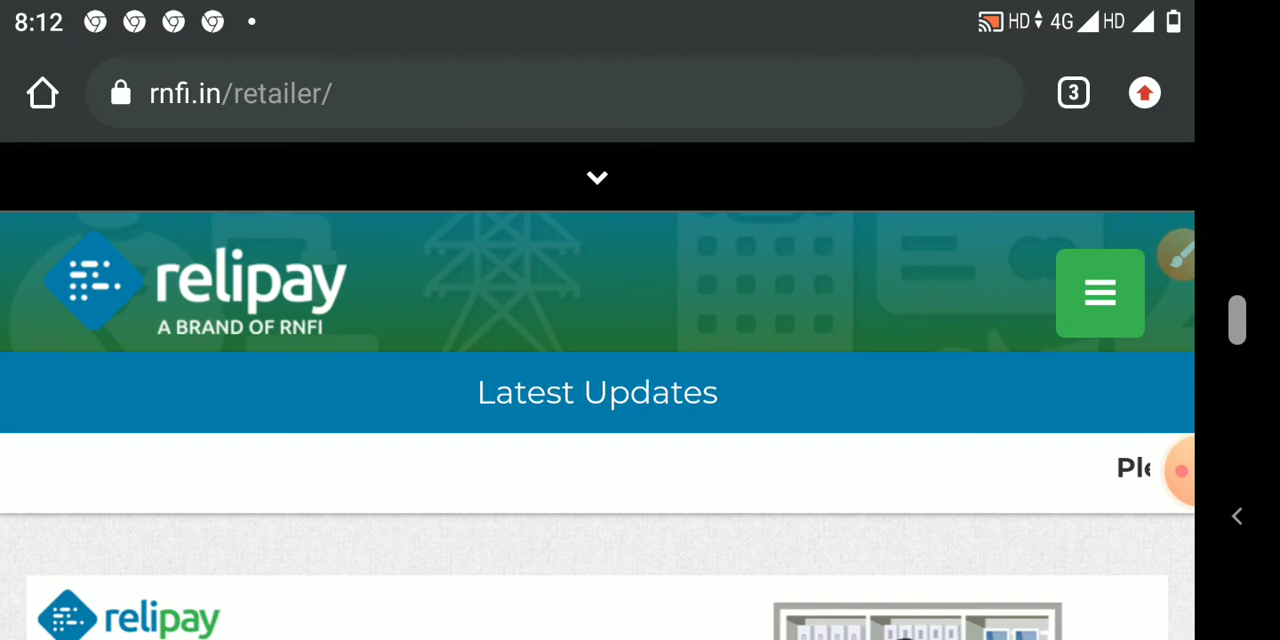 8:12
HD 4G HD
rnfi.in/retailer/
3
relipay
A BRAND OF RNFI
Latest Updates
relipay